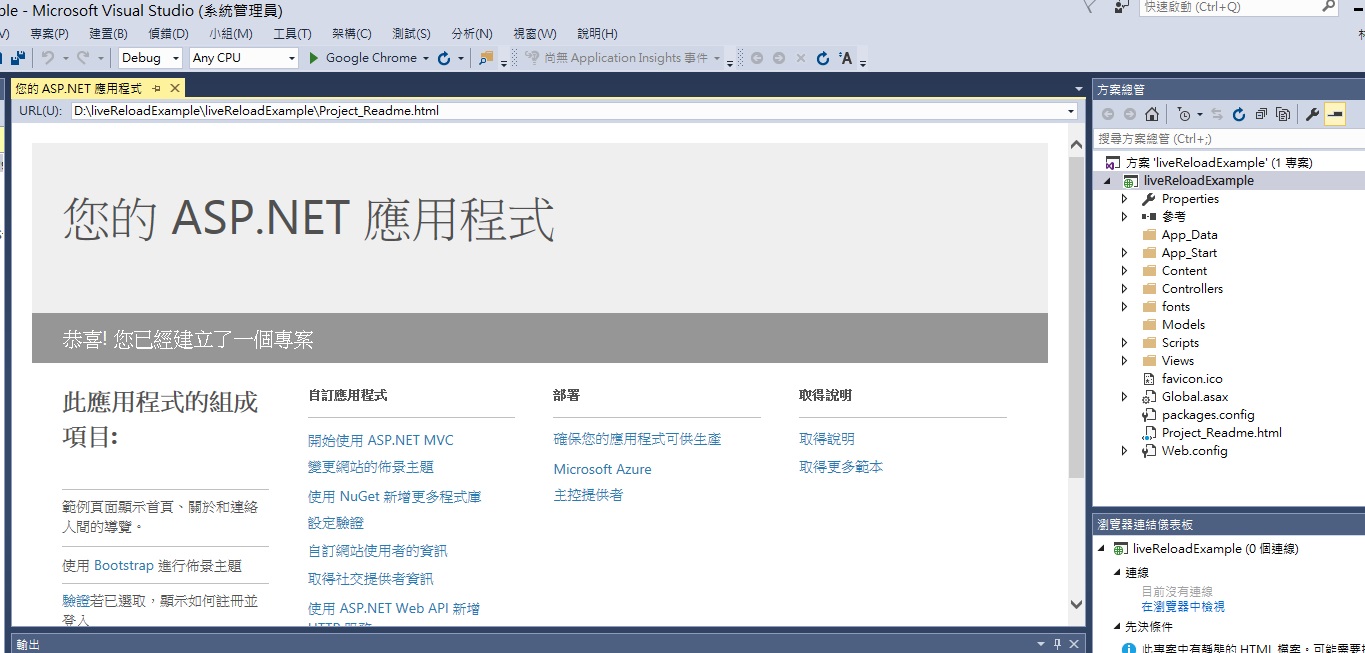 ple - Microsoft Visual Studio (系統管理員)
快速啟動 (Ctrl+Q)
V) 專案(P) 建置(B) 偵錯(D) 小組(M) 工具(T) 架構(C) 測試(S) 分析(N) 視窗(W) 說明(H)
Debug Any CPU Google Chrome 尚無 Application Insights 事件
您的 ASP.NET 應用程式
URL(U): D:\liveReloadExample\liveReloadExample\Project_Readme.html
您的 ASP.NET 應用程式
恭喜! 您已經建立了一個專案
此應用程式的組成
項目:
範例頁面顯示首頁、關於和連絡
人間的導覽。
使用 Bootstrap 進行佈景主題
驗證若已選取，顯示如何註冊並
登入
自訂應用程式
開始使用 ASP.NET MVC
變更網站的佈景主題
使用 NuGet 新增更多程式庫
設定驗證
自訂網站使用者的資訊
取得社交提供者資訊
使用 ASP.NET Web API 新增
部署
確保您的應用程式可供生產
Microsoft Azure
主控提供者
取得說明
取得說明
取得更多範本
輸出
方案總管
搜尋方案總管 (Ctrl+;)
方案 'liveReloadExample' (1 專案)
liveReloadExample
Properties
參考
App_Data
App_Start
Content
Controllers
fonts
Models
Scripts
Views
favicon.ico
Global.asax
packages.config
Project_Readme.html
Web.config
瀏覽器連結儀表板
liveReloadExample (0 個連線)
連線
目前沒有連線
在瀏覽器中檢視
先決條件
此專案中有靜態的 HTML 檔案。可能需要